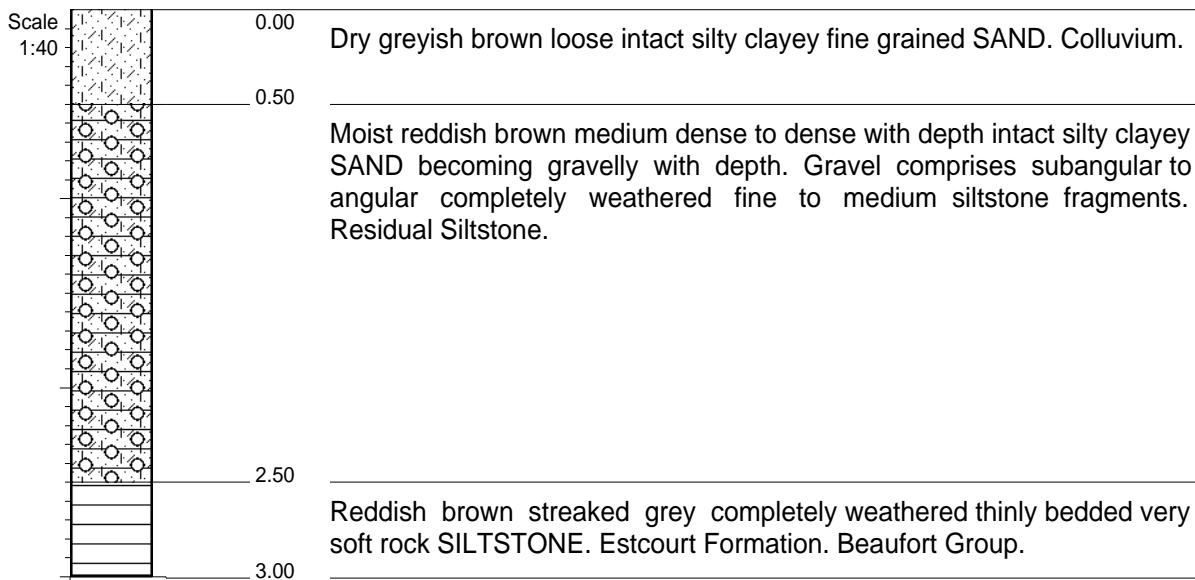 Scale
1:40
0.00
Dry greyish brown loose intact silty clayey fine grained SAND. Colluvium.
0.50
Moist reddish brown medium dense to dense with depth intact silty clayey
SAND becoming gravelly with depth. Gravel comprises subangular to
angular completely weathered fine to medium siltstone fragments.
Residual Siltstone.
2.50
Reddish brown streaked grey completely weathered thinly bedded very
soft rock SILTSTONE. Estcourt Formation. Beaufort Group.
3.00